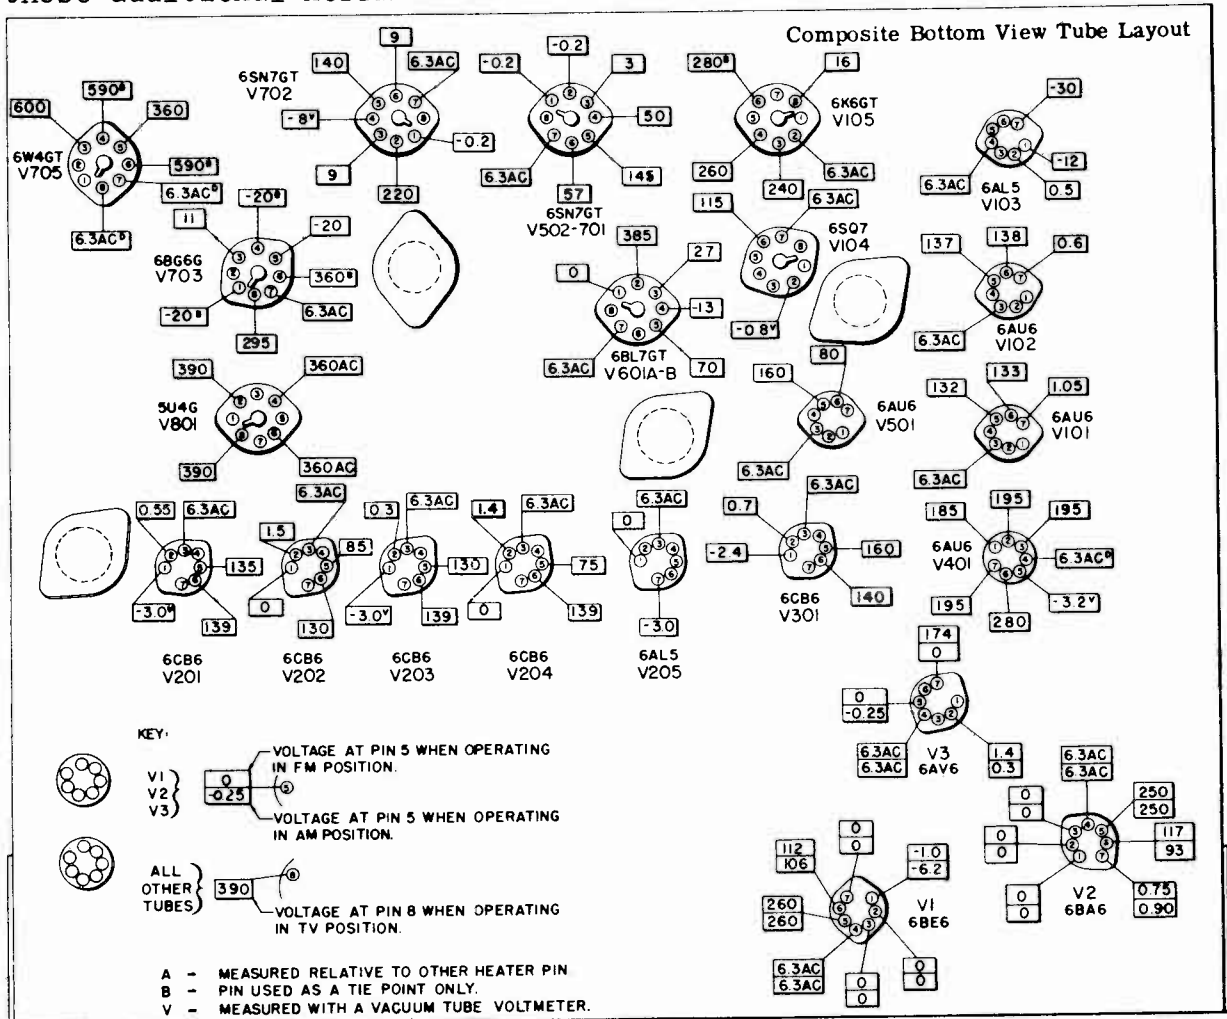 Composite Bottom View Tube Layout
6SN7GT
V702
140
9
6.3AC
-8ⱽ
-0.2
9
220
-0.2
-0.2
3
50
6.3AC
57
145
6SN7GT
V502-701
280ᴮ
16
6K6GT
V105
260
240
6.3AC
-30
-12
6.3AC
0.5
6AL5
V103
600
590ᴮ
360
6W4GT
V705
590ᴮ
6.3ACᴰ
6.3ACᴰ
11
-20ᴮ
-20
6BG6G
V703
360ᴮ
-20ᴮ
6.3AC
295
0
385
27
-13
6.3AC
70
6BL7GT
V601A-B
115
6.3AC
6SQ7
V104
-0.8ⱽ
137
138
0.6
6.3AC
6AU6
V102
390
360AC
5U4G
V801
390
360AC
160
80
6AU6
V501
6.3AC
132
133
1.05
6AU6
V101
6.3AC
0.55
6.3AC
135
-3.0ⱽ
139
6CB6
V201
1.5
6.3AC
85
0
130
6CB6
V202
0.3
6.3AC
130
-3.0ⱽ
139
6CB6
V203
1.4
6.3AC
75
0
139
6CB6
V204
0
6.3AC
-3.0
6AL5
V205
0.7
6.3AC
-2.4
160
140
6CB6
V301
185
195
195
6AU6
V401
6.3ACᴰ
195
280
-3.2ⱽ
174
0
0
-0.25
6.3AC
6.3AC
V3
6AV6
1.4
0.3
KEY:
V1
V2
V3
0
-0.25
VOLTAGE AT PIN 5 WHEN OPERATING
IN FM POSITION.
5
VOLTAGE AT PIN 5 WHEN OPERATING
IN AM POSITION.
ALL
OTHER
TUBES
390
8
VOLTAGE AT PIN 8 WHEN OPERATING
IN TV POSITION.
112
106
0
0
-1.0
-6.2
260
260
V1
6BE6
6.3AC
6.3AC
0
0
0
0
6.3AC
6.3AC
0
0
250
250
0
0
117
93
0
0
V2
6BA6
0.75
0.90
A - MEASURED RELATIVE TO OTHER HEATER PIN
B - PIN USED AS A TIE POINT ONLY.
V - MEASURED WITH A VACUUM TUBE VOLTMETER.